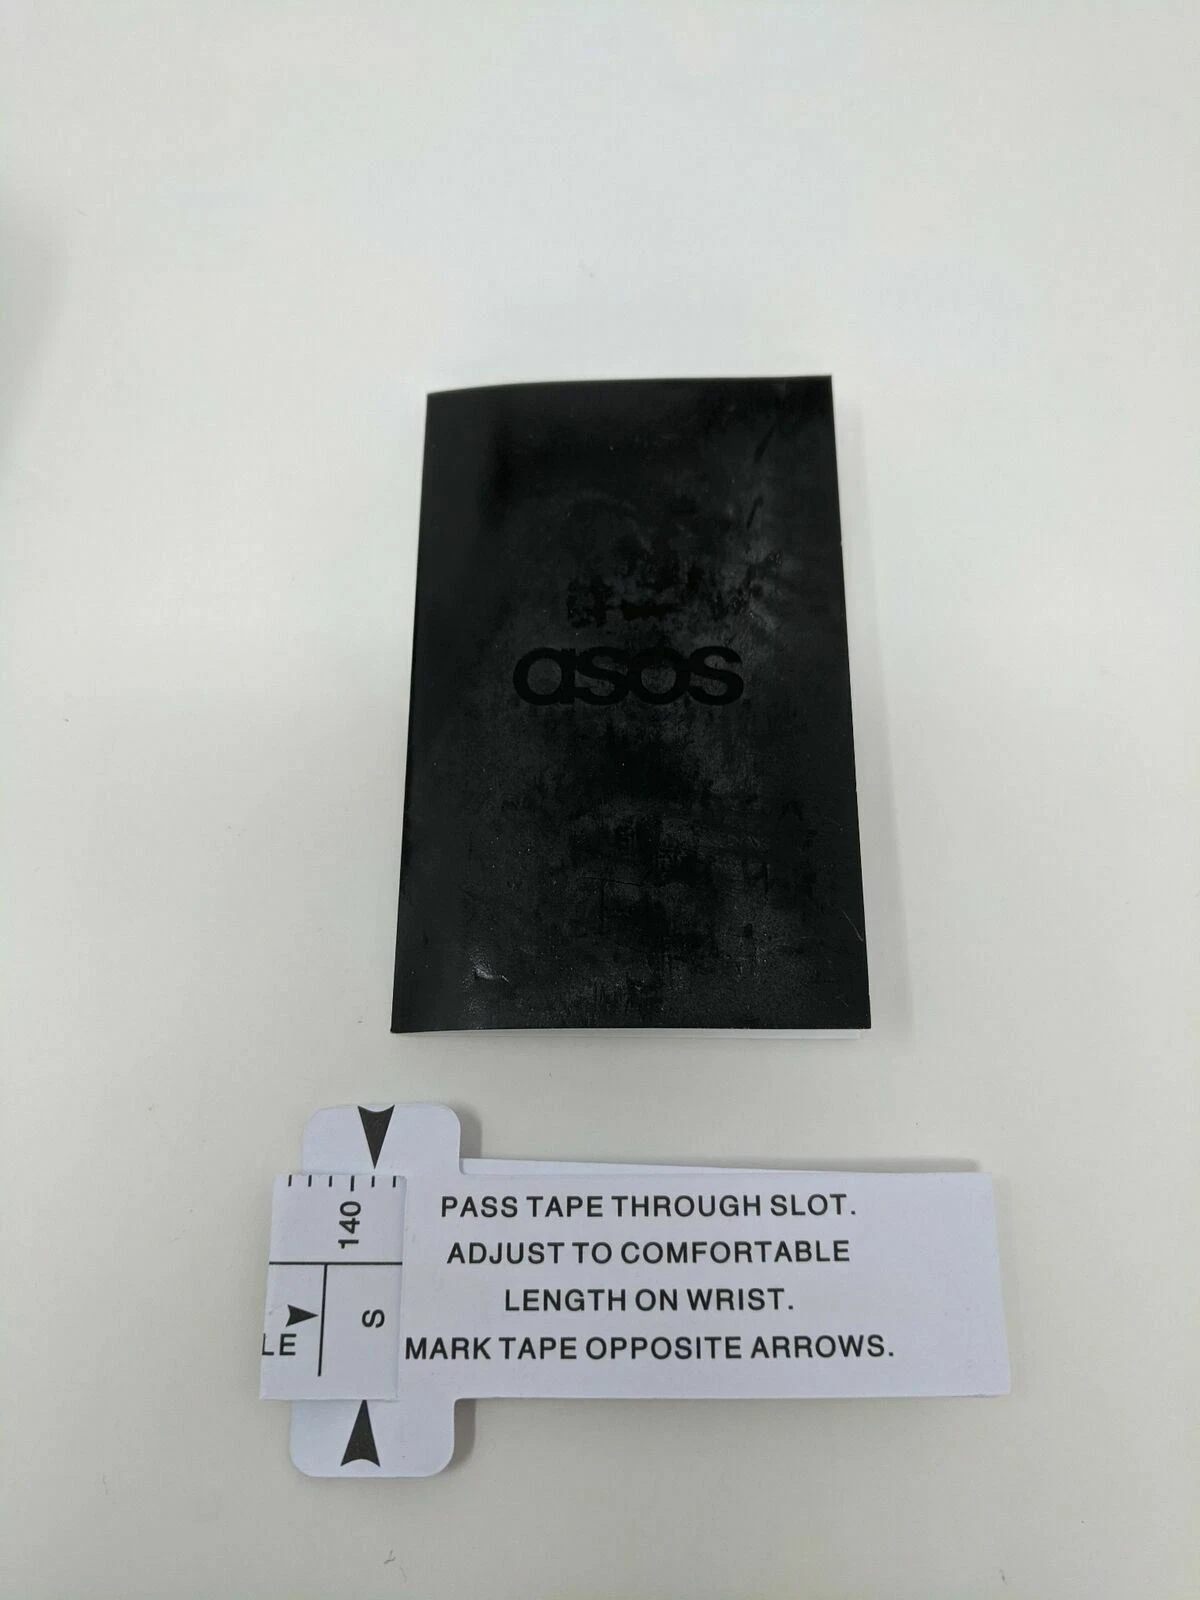 asos
PASS TAPE THROUGH SLOT.
ADJUST TO COMFORTABLE
LENGTH ON WRIST.
MARK TAPE OPPOSITE ARROWS.
140
S
LE